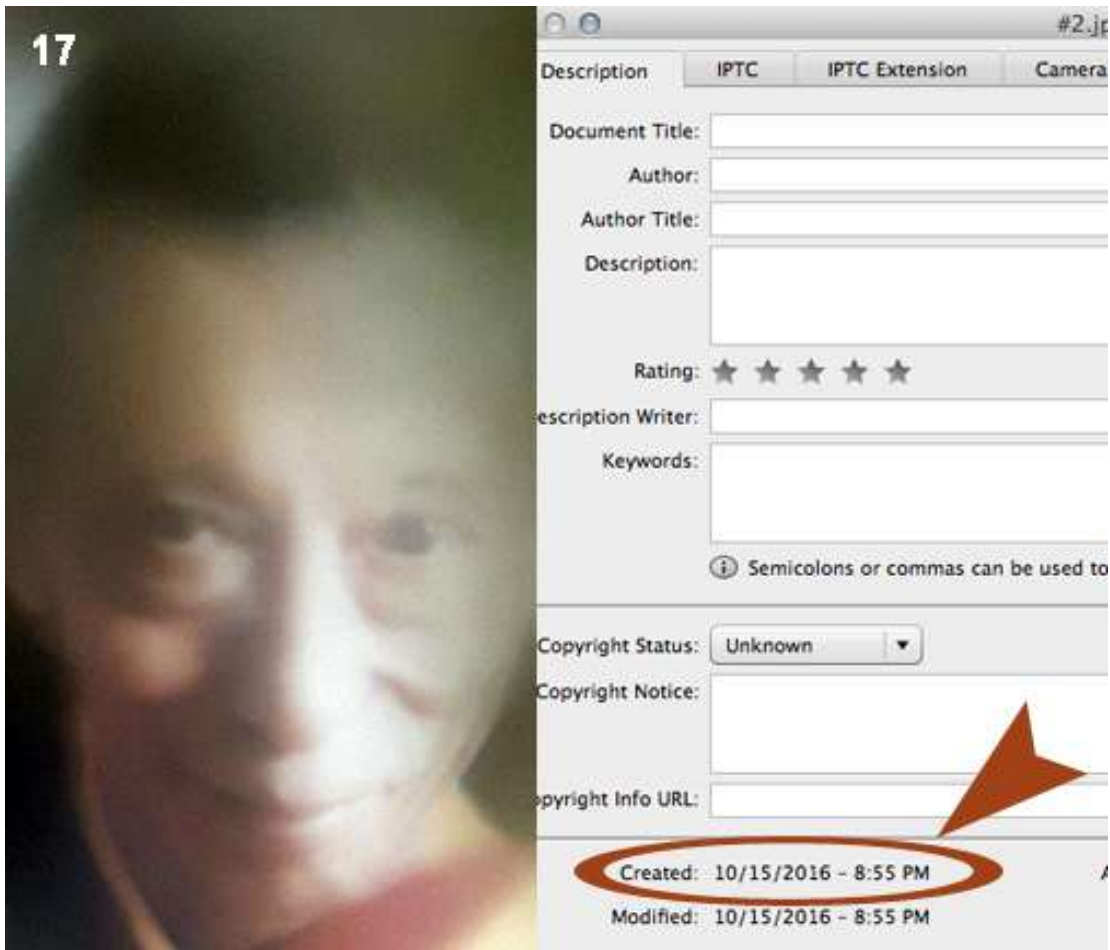 17
#2.jp
Description IPTC IPTC Extension Camera
Document Title:
Author:
Author Title:
Description:
Rating:
escription Writer:
Keywords:
Semicolons or commas can be used to
Copyright Status: Unknown
Copyright Notice:
opyright Info URL:
Created: 10/15/2016 - 8:55 PM A
Modified: 10/15/2016 - 8:55 PM